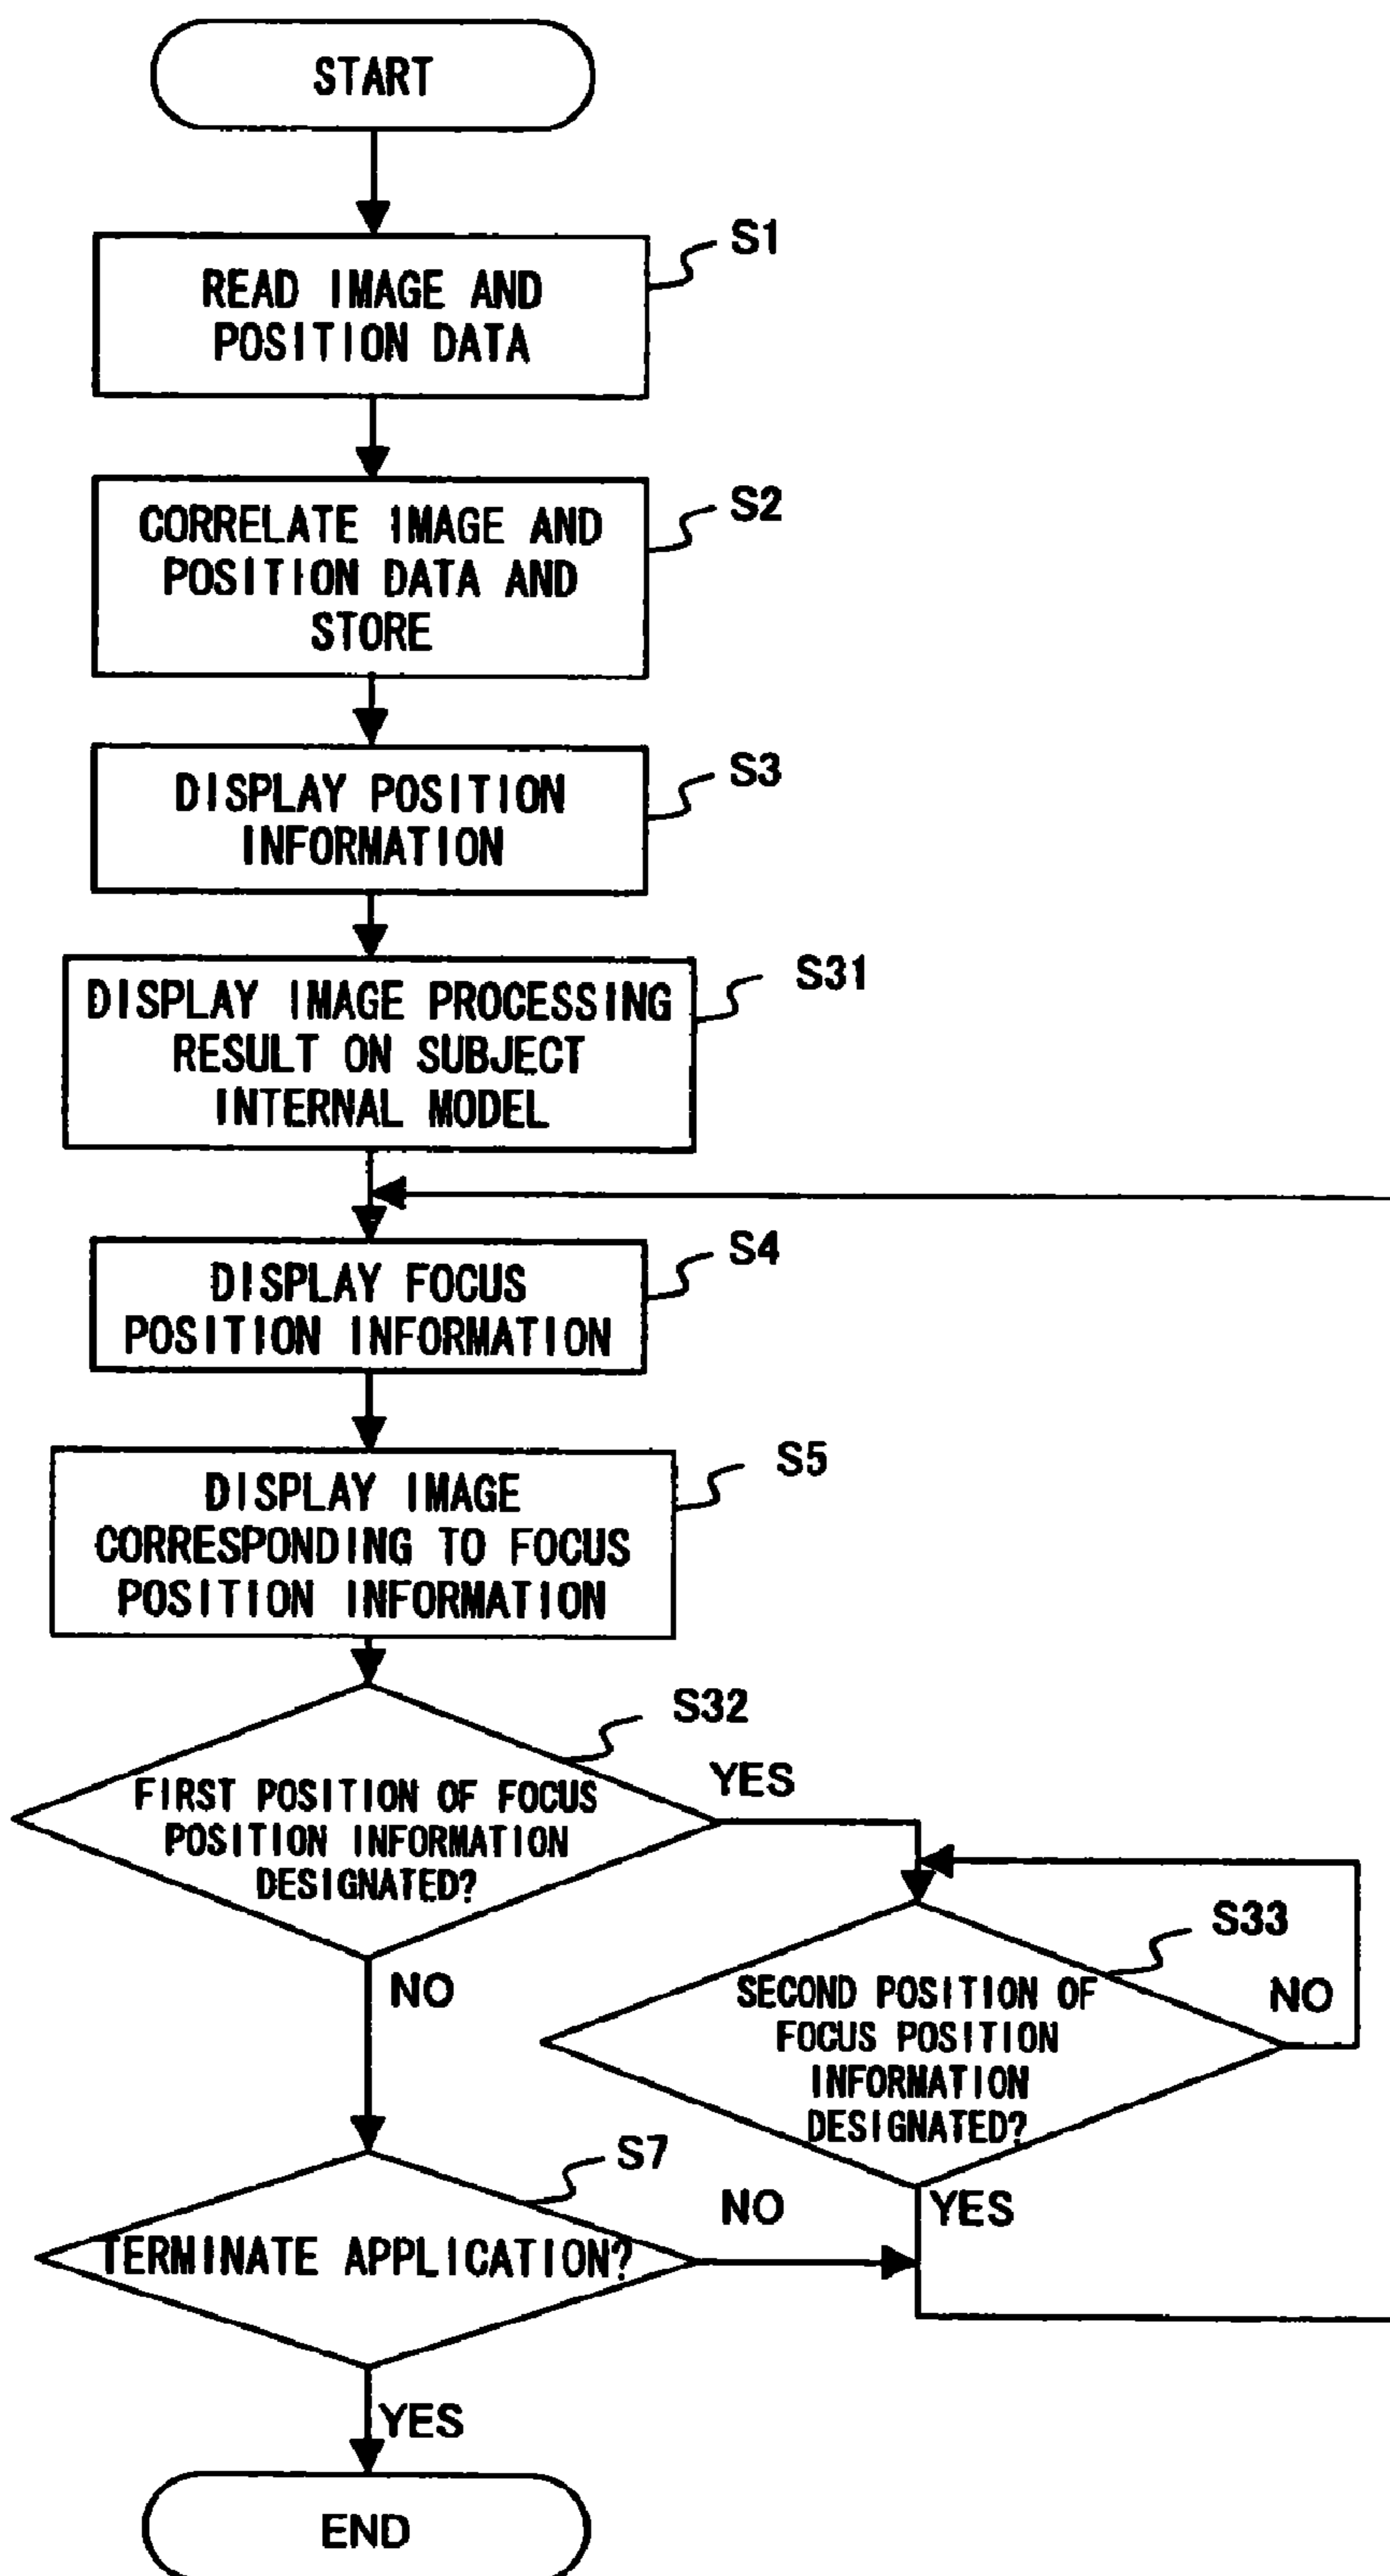 START
S1
READ IMAGE AND
POSITION DATA
S2
CORRELATE IMAGE AND
POSITION DATA AND
STORE
S3
DISPLAY POSITION
INFORMATION
S31
DISPLAY IMAGE PROCESSING
RESULT ON SUBJECT
INTERNAL MODEL
S4
DISPLAY FOCUS
POSITION INFORMATION
S5
DISPLAY IMAGE
CORRESPONDING TO FOCUS
POSITION INFORMATION
S32
YES
FIRST POSITION OF FOCUS
POSITION INFORMATION
DESIGNATED?
NO
S33
SECOND POSITION OF
FOCUS POSITION
INFORMATION
DESIGNATED?
NO
YES
S7
TERMINATE APPLICATION?
NO
YES
END